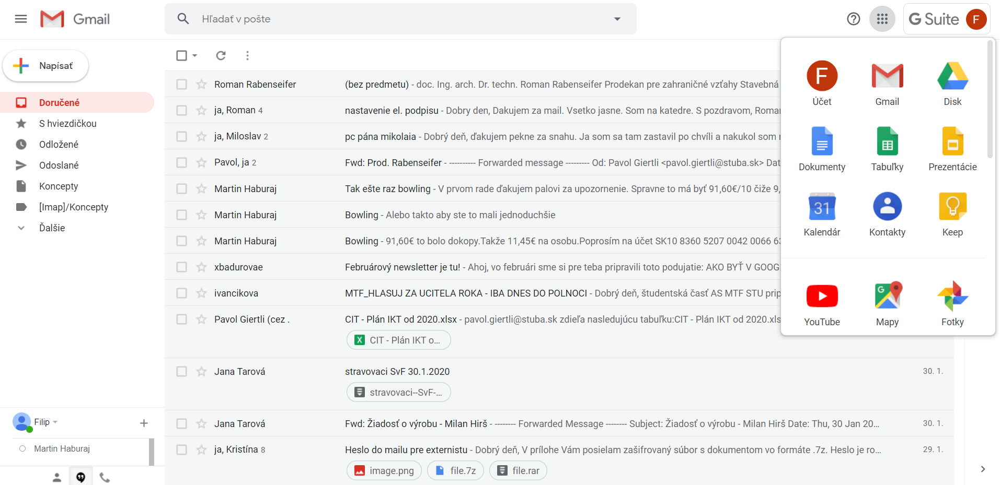 Gmail
Hľadať v pošte
G Suite
F
Napísať
Doručené
S hviezdičkou
Odložené
Odoslané
Koncepty
[Imap]/Koncepty
Ďalšie
Roman Rabenseifer (bez predmetu) - doc. Ing. arch. Dr. techn. Roman Rabenseifer Prodekan pre zahraničné vzťahy Stavebná
ja, Roman 4 nastavenie el. podpisu - Dobry den, Dakujem za mail. Vsetko jasne. Som na katedre. S pozdravom, Roma
ja, Miloslav 2 pc pána mikolaia - Dobrý deň, ďakujem pekne za snahu. Ja som sa tam zastavil po chvíli a nakukol som
Pavol, ja 2 Fwd: Prod. Rabenseifer - ---------- Forwarded message --------- Od: Pavol Giertli <pavol.giertli@stuba.sk> Dat
Martin Haburaj Tak ešte raz bowling - V prvom rade ďakujem palovi za upozornenie. Spravne to má byť 91,60€/10 čiže 9,
Martin Haburaj Bowling - Alebo takto aby ste to mali jednoduchšie
Martin Haburaj Bowling - 91,60€ to bolo dokopy.Takže 11,45€ na osobu.Poprosím na účet SK10 8360 5207 0042 0066 6
xbadurovae Februárový newsletter je tu! - Ahoj, vo februári sme si pre teba pripravili toto podujatie: AKO BYŤ V GOOG
ivancikova MTF_HLASUJ ZA UCITELA ROKA - IBA DNES DO POLNOCI - Dobrý deň, študentská časť AS MTF STU prip
Pavol Giertli (cez . CIT - Plán IKT od 2020.xlsx - pavol.giertli@stuba.sk zdieľa nasledujúcu tabuľku:CIT - Plán IKT od 2020.xls
X CIT - Plán IKT o...
Jana Tarová stravovaci SvF 30.1.2020 30. 1.
stravovaci--SvF-...
Jana Tarová Fwd: Žiadosť o výrobu - Milan Hirš - -------- Forwarded Message -------- Subject: Žiadosť o výrobu - Milan Hirš Date: Thu, 30 Jan 20... 30. 1.
ja, Kristína 8 Heslo do mailu pre externistu - Dobrý deň, V prílohe Vám posielam zašifrovaný súbor s dokumentom vo formáte .7z. Heslo je ro... 29. 1.
image.png file.7z file.rar
F
Účet Gmail Disk
Dokumenty Tabuľky Prezentácie
31
Kalendár Kontakty Keep
G
YouTube Mapy Fotky
Filip
Martin Haburaj